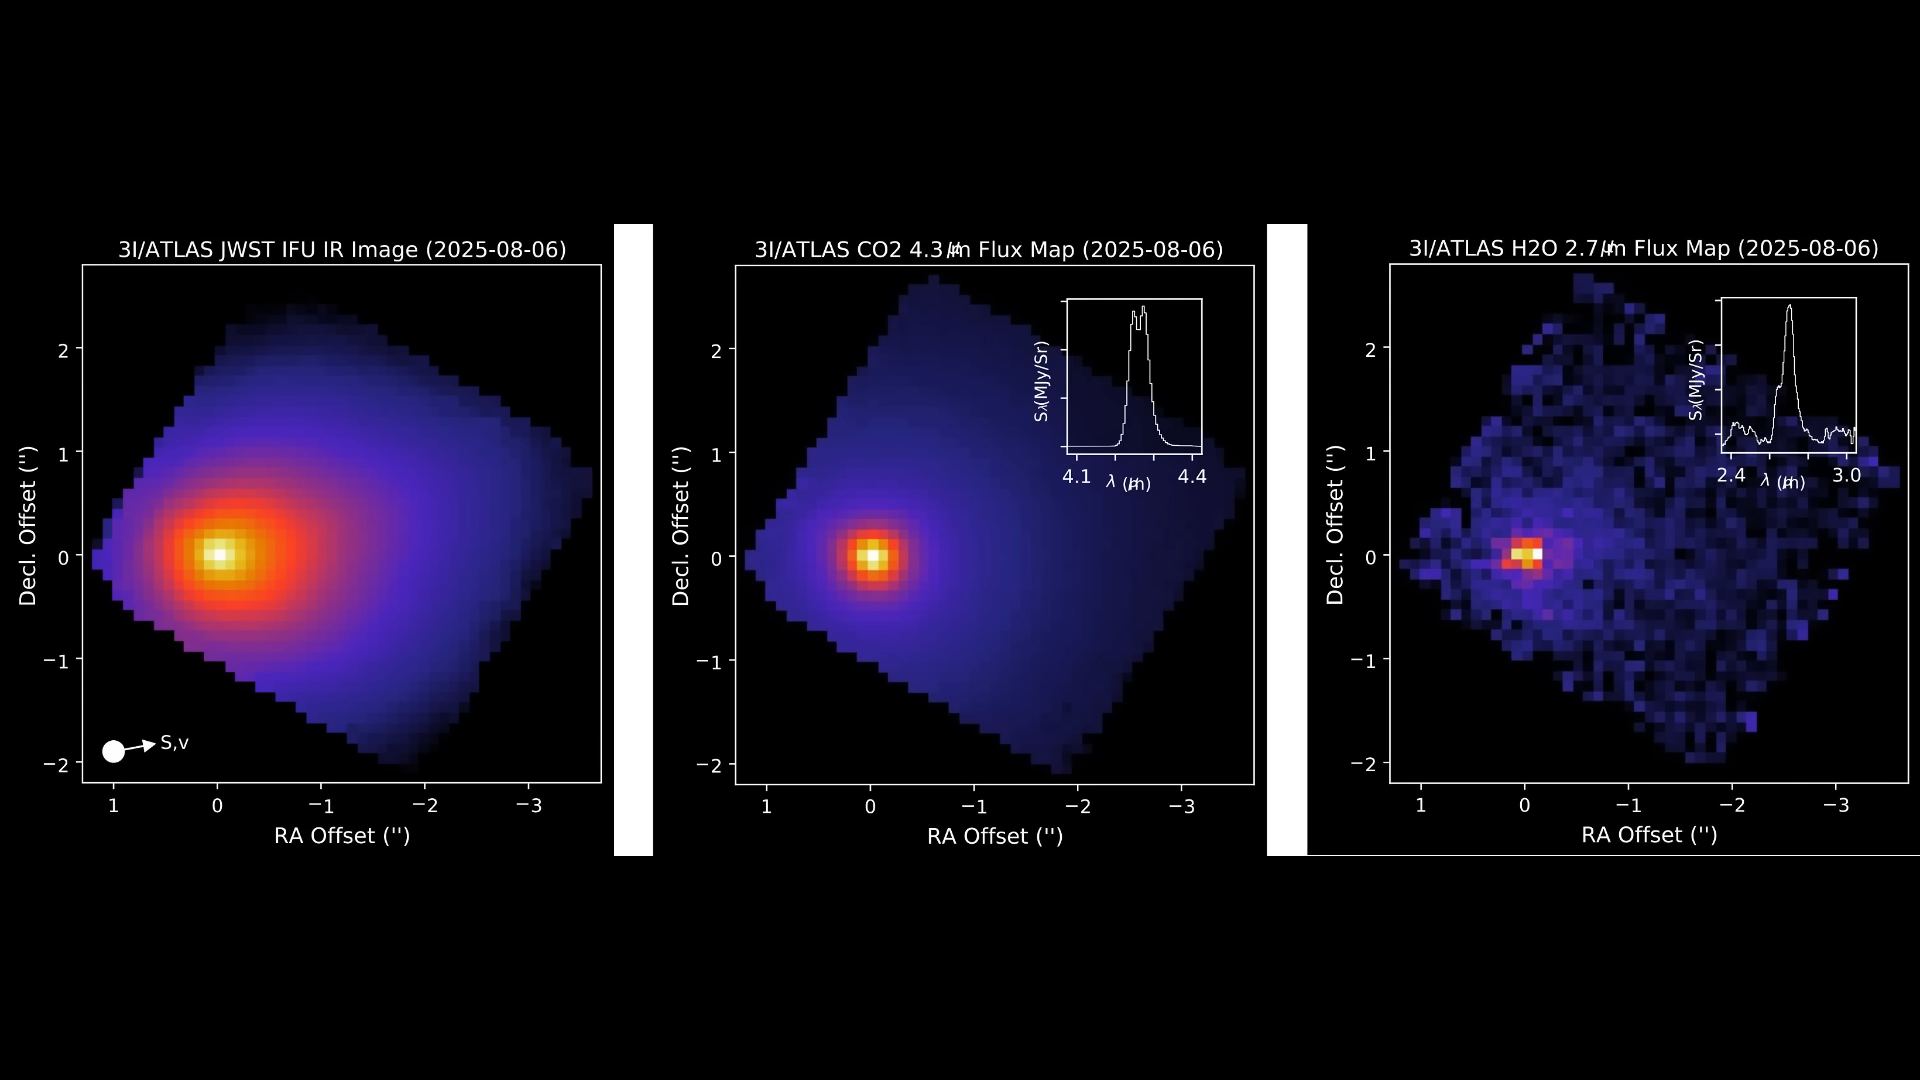 3I/ATLAS JWST IFU IR Image (2025-08-06)
Decl. Offset ('')
2
1
0
−1
−2
S,v
1
0
−1
−2
−3
RA Offset ('')
3I/ATLAS CO2 4.3μm Flux Map (2025-08-06)
Decl. Offset ('')
2
1
0
−1
−2
Sλ(MJy/Sr)
4.1
λ (μm)
4.4
1
0
−1
−2
−3
RA Offset ('')
3I/ATLAS H2O 2.7μm Flux Map (2025-08-06)
Decl. Offset ('')
2
1
0
−1
−2
Sλ(MJy/Sr)
2.4
λ (μm)
3.0
1
0
−1
−2
−3
RA Offset ('')